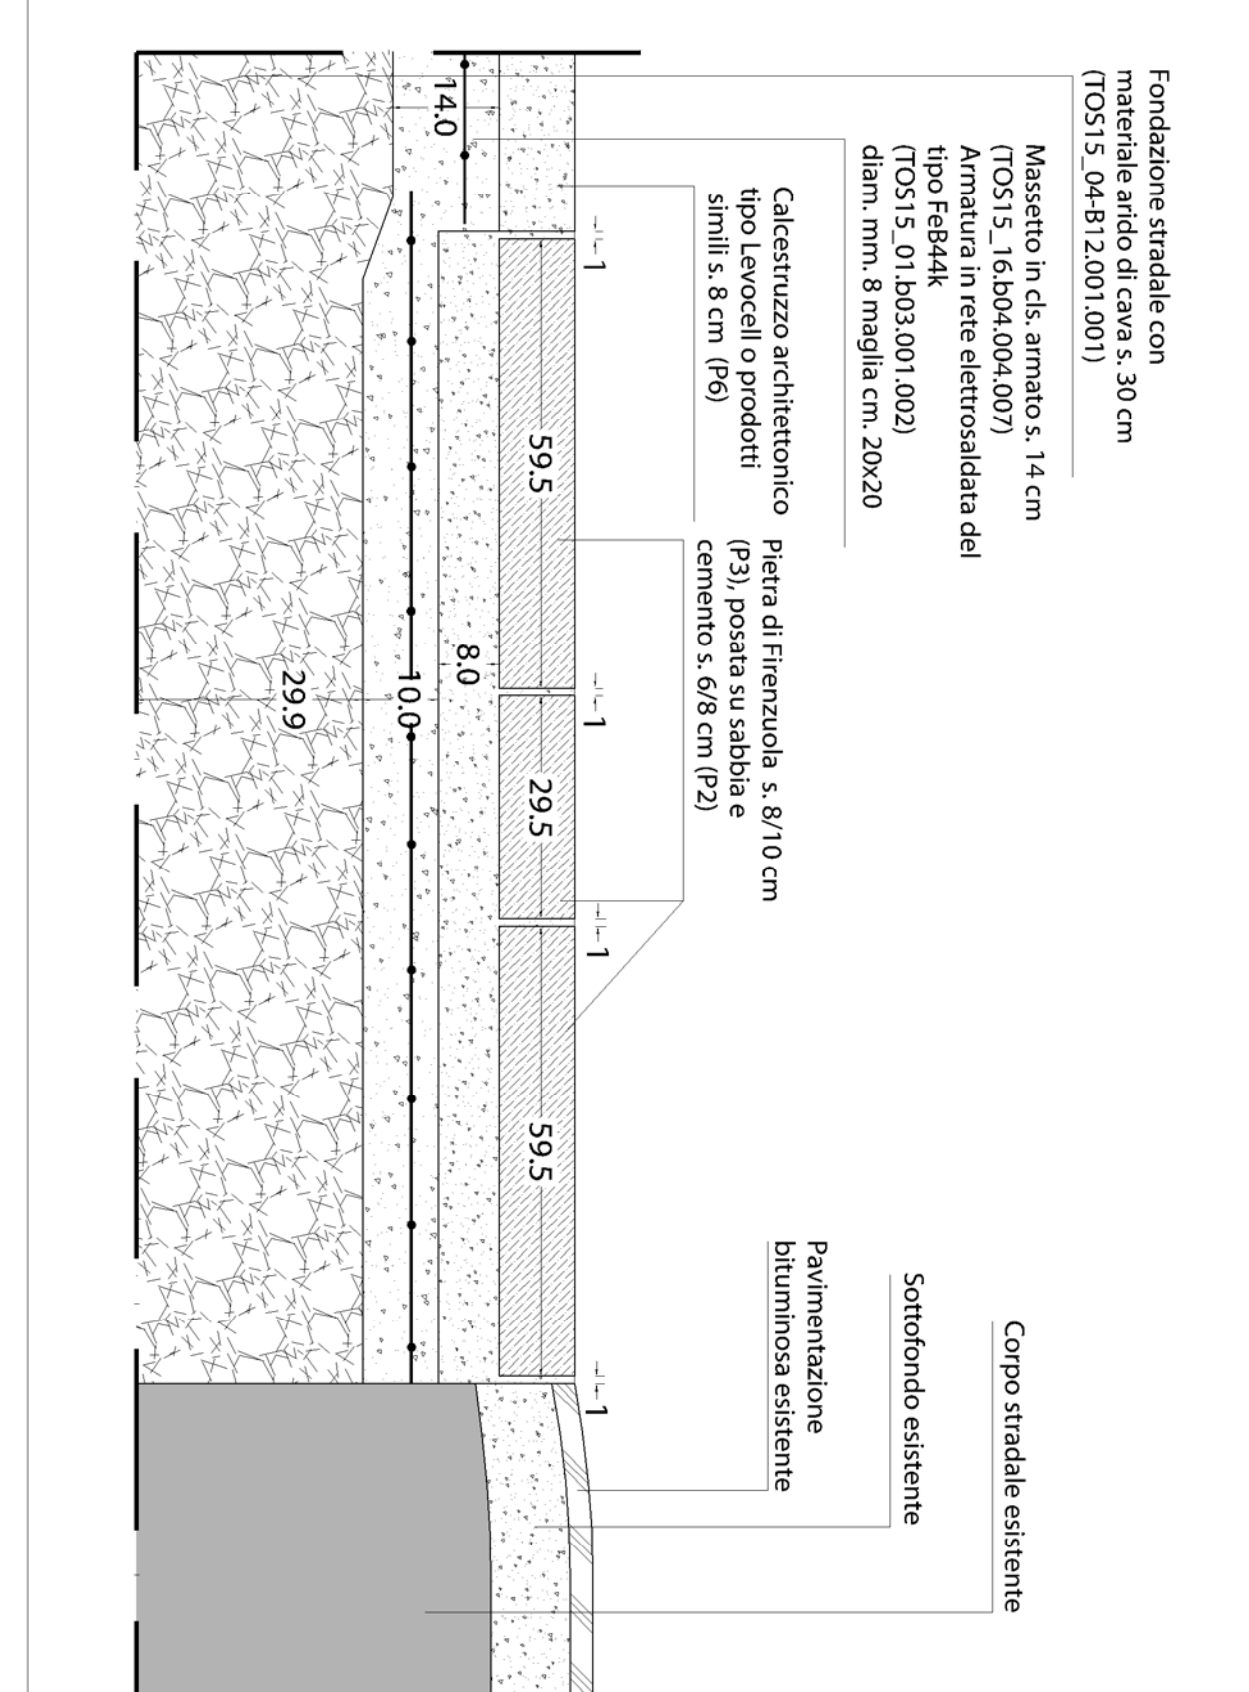 Fondazione stradale con
materiale arido di cava s. 30 cm
(TOS15_04-B12.001.001)
Massetto in cls. armato s. 14 cm
(TOS15_16.b04.004.007)
Armatura in rete elettrosaldata del
tipo FeB44k
(TOS15_01.b03.001.002)
diam. mm. 8 maglia cm. 20x20
Calcestruzzo architettonico
tipo Levocell o prodotti
simili s. 8 cm (P6)
Pietra di Firenzuola s. 8/10 cm
(P3), posata su sabbia e
cemento s. 6/8 cm (P2)
Pavimentazione
bituminosa esistente
Sottofondo esistente
Corpo stradale esistente
1
1
1
1
59.5
29.5
59.5
14.0
8.0
10.0
29.9